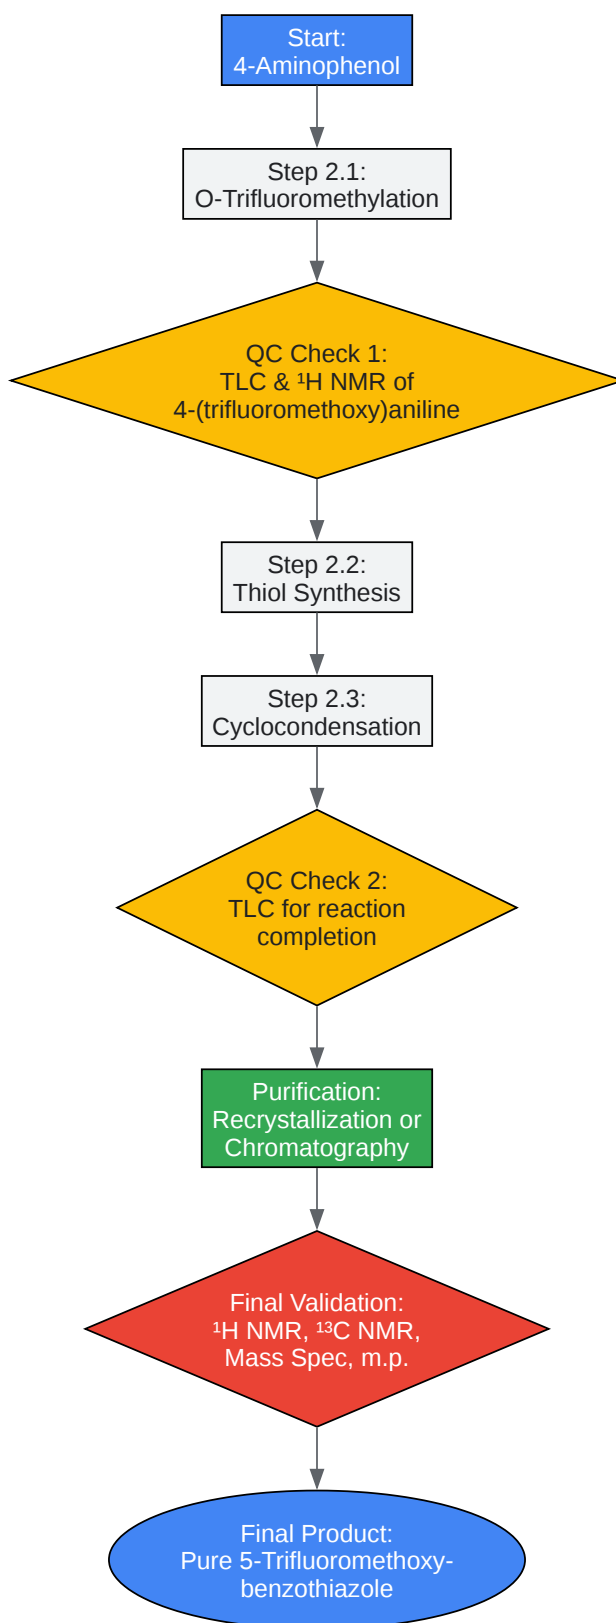 Start:
4-Aminophenol
Step 2.1:
O-Trifluoromethylation
QC Check 1:
TLC & ¹H NMR of
4-(trifluoromethoxy)aniline
Step 2.2:
Thiol Synthesis
Step 2.3:
Cyclocondensation
QC Check 2:
TLC for reaction
completion
Purification:
Recrystallization or
Chromatography
Final Validation:
¹H NMR, ¹³C NMR,
Mass Spec, m.p.
Final Product:
Pure 5-Trifluoromethoxy-
benzothiazole